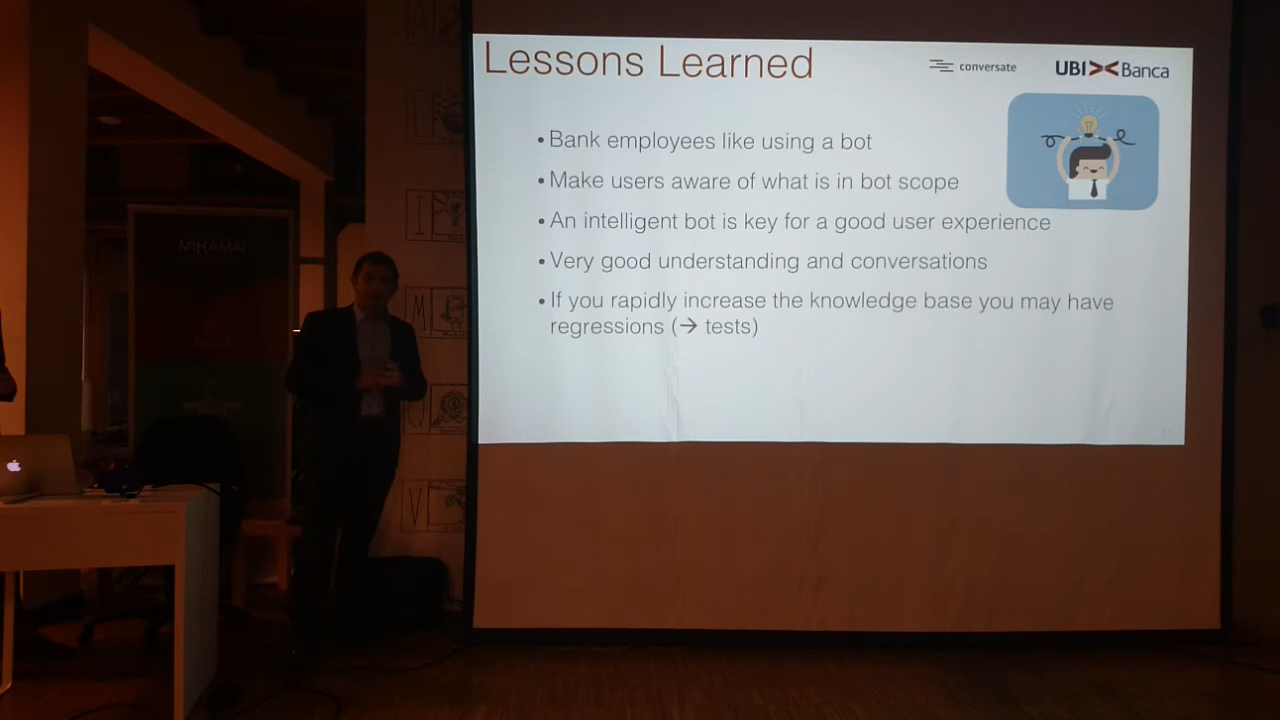 Lessons Learned
conversate
UBI Banca
• Bank employees like using a bot
• Make users aware of what is in bot scope
• An intelligent bot is key for a good user experience
• Very good understanding and conversations
• If you rapidly increase the knowledge base you may have
regressions (→ tests)
MIKAMAI
I
M
Q
V